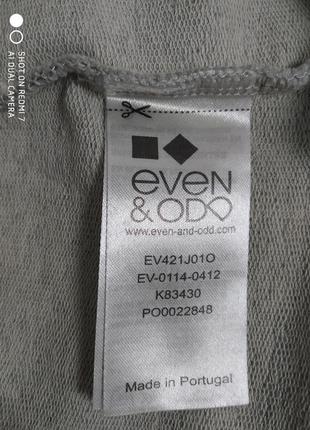 SHOT ON REDMI 7
AI DUAL CAMERA
even
& ODD
www.even-and-odd.com
EV421J01O
EV-0114-0412
K83430
PO0022848
Made in Portugal